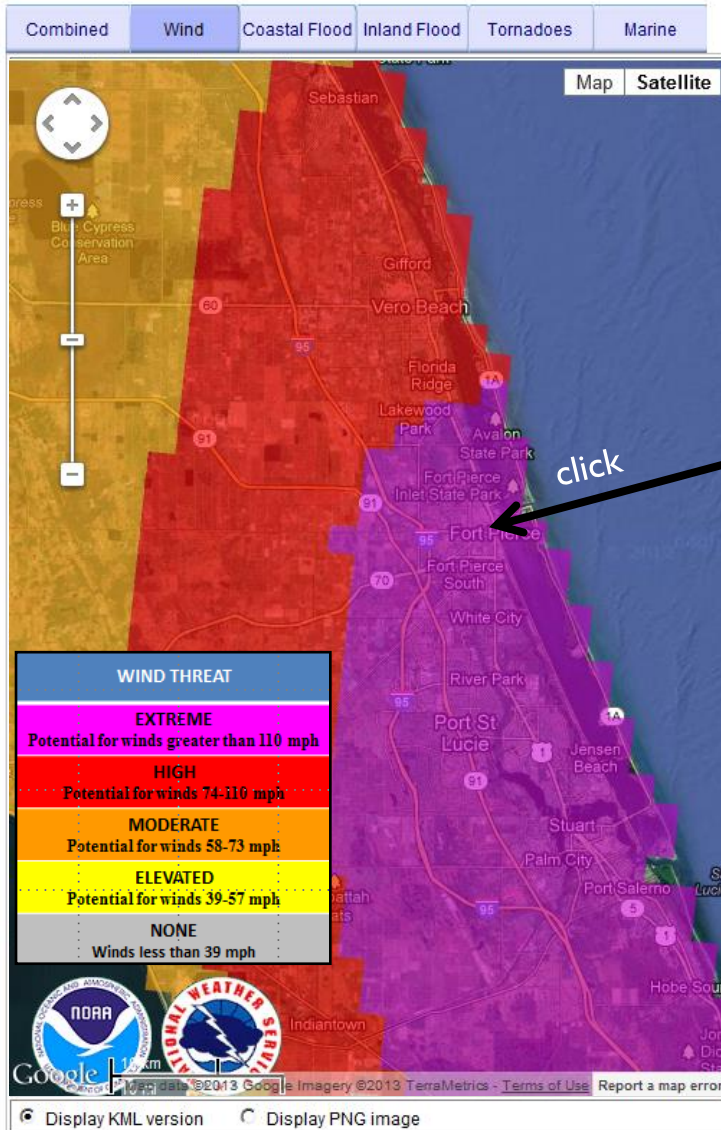 Combined
Wind
Coastal Flood
Inland Flood
Tornadoes
Marine
Map
Satellite
Sebastian
Blue Cypress
Conservation
Area
Gifford
60
Vero Beach
95
Florida
Ridge
1A
Lakewood
Park
91
Avalon
State Park
click
Fort Pierce
Inlet State Park
91
95
Fort Pierce
Fort Pierce
South
70
White City
WIND THREAT
EXTREME
Potential for winds greater than 110 mph
HIGH
Potential for winds 74-110 mph
MODERATE
Potential for winds 58-73 mph
ELEVATED
Potential for winds 39-57 mph
NONE
Winds less than 39 mph
River Park
95
1A
Port St
Lucie
1
Jensen
Beach
91
Stuart
Palm City
Port Salerno
95
5
1
Hobe Sou
NOAA
NATIONAL OCEANIC AND ATMOSPHERIC ADMINISTRATION
Indiantown
Google
Map data ©2013 Google Imagery ©2013 TerraMetrics - Terms of Use
Report a map error
Display KML version
Display PNG image